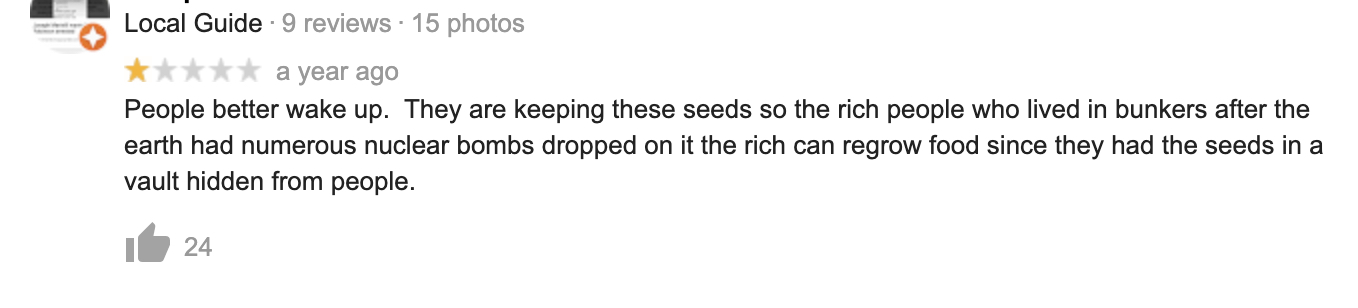 Local Guide · 9 reviews · 15 photos
a year ago
People better wake up.  They are keeping these seeds so the rich people who lived in bunkers after the
earth had numerous nuclear bombs dropped on it the rich can regrow food since they had the seeds in a
vault hidden from people.
24